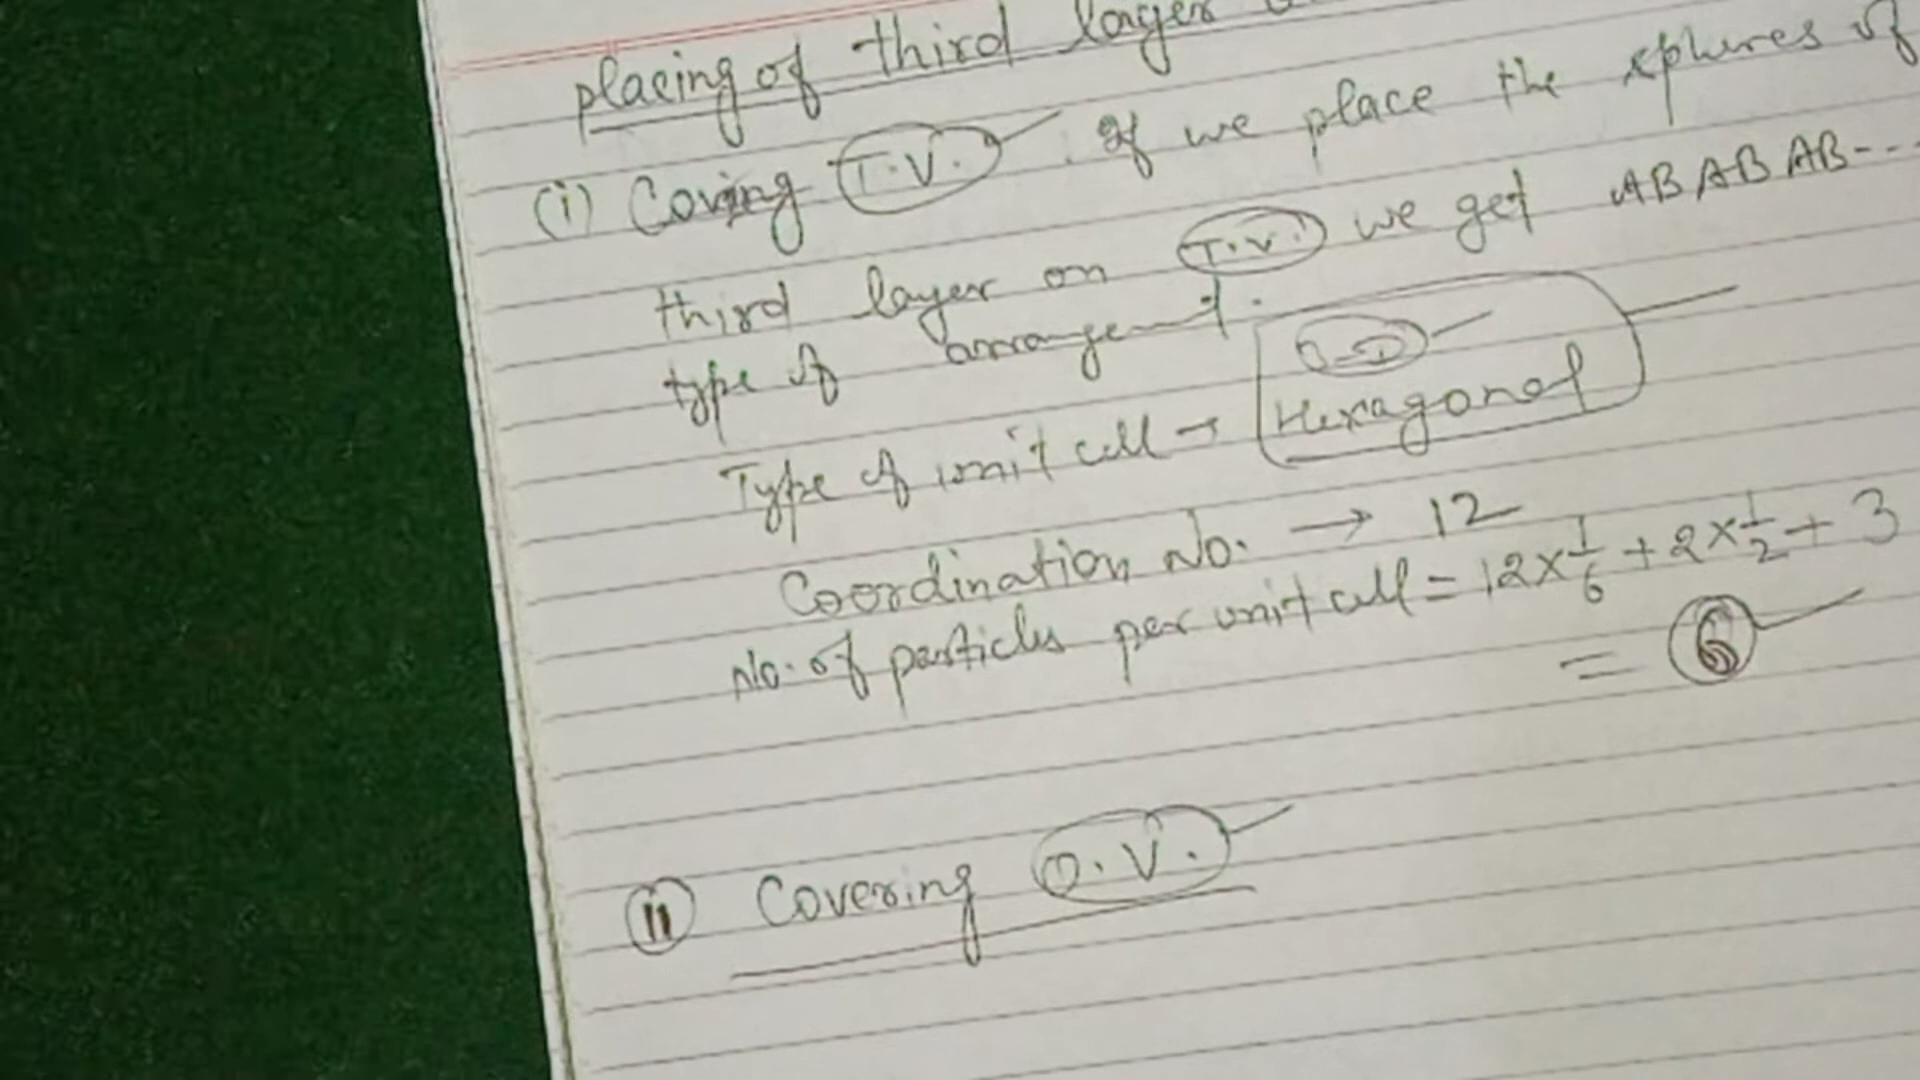 placing of third layer
(i) Coving T.V. If we place the spheres of
third layer on T.V. we get ABABAB---
type of arrangement.
Type of unit cell → Hexagonal
Coordination No. → 12
No. of particles per unit cell = 12×1/6 + 2×1/2 + 3
= 6
(ii) Covering O.V.